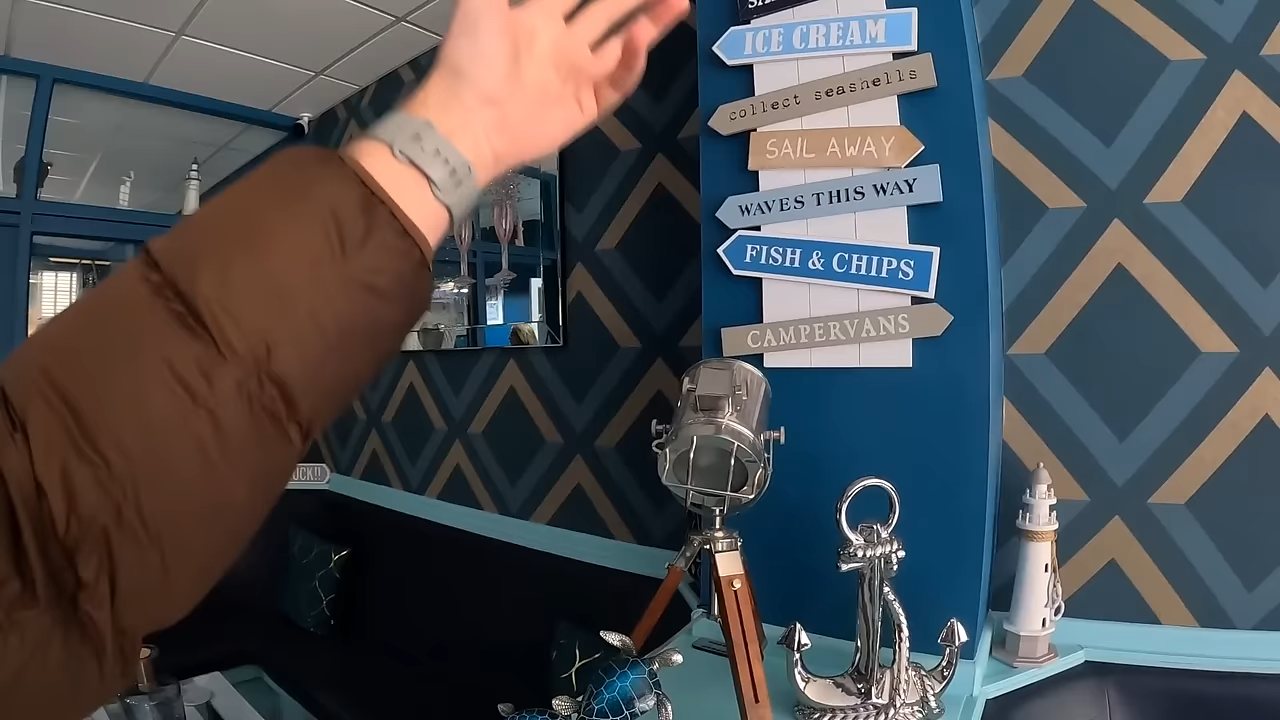 ICE CREAM
collect seashells
SAIL AWAY
WAVES THIS WAY
FISH & CHIPS
CAMPERVANS